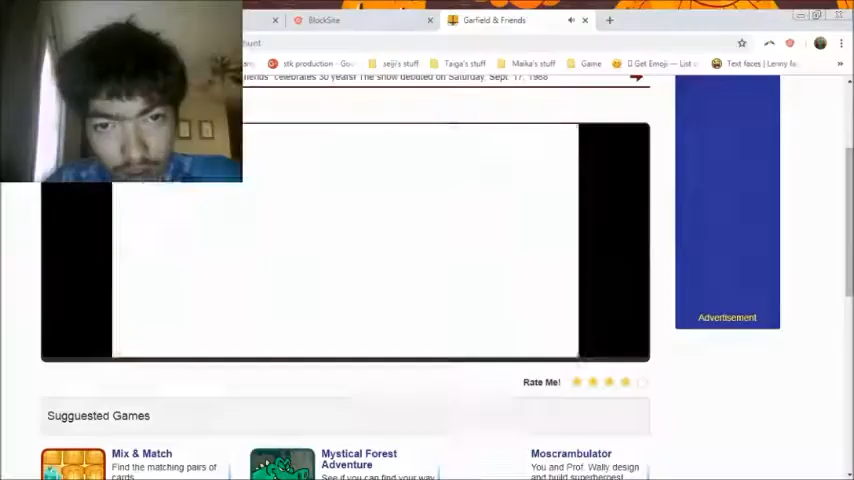 BlockSite
Garfield & Friends
hunt
stk production - Go
seiji's stuff
Taiga's stuff
Maika's stuff
Game
Get Emoji — List o
Text faces | Lenny fa
iends" celebrates 30 years! The show debuted on Saturday, Sept. 17, 1988
Advertisement
Rate Me!
Sugguested Games
Mix & Match
Find the matching pairs of
cards.
Mystical Forest
Adventure
See if you can find your way
Moscrambulator
You and Prof. Wally design
and build superheroes!